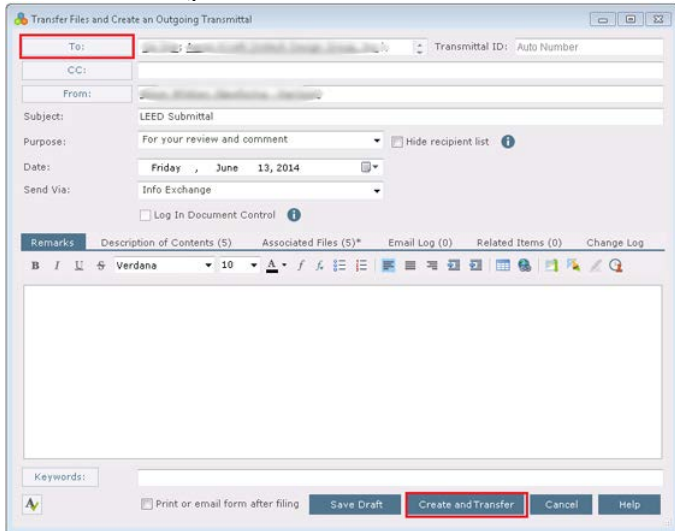 Transfer Files and Create an Outgoing Transmittal
To: Transmittal ID: Auto Number
CC:
From:
Subject: LEED Submittal
Purpose: For your review and comment Hide recipient list
Date: Friday , June 13, 2014
Send Via: Info Exchange
Log In Document Control
Remarks Description of Contents (5) Associated Files (5)* Email Log (0) Related Items (0) Change Log
B I U S Verdana 10 A
Keywords:
Print or email form after filing Save Draft Create and Transfer Cancel Help